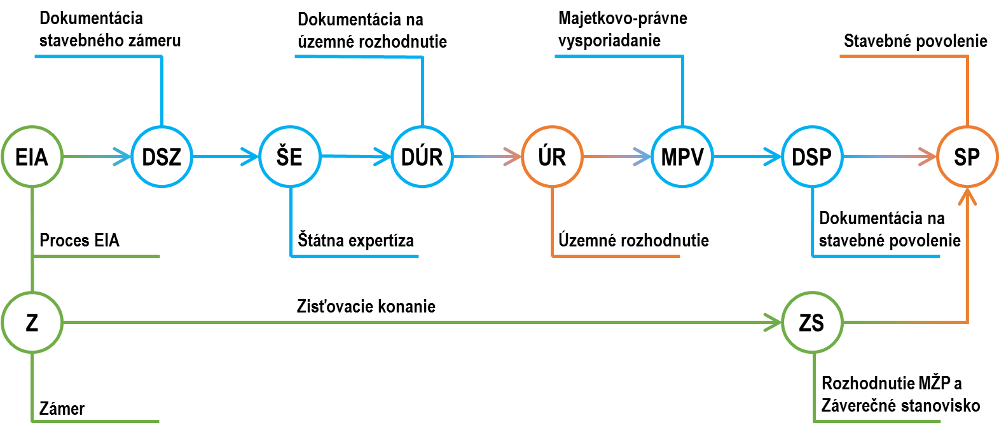 Dokumentácia
stavebného zámeru
Dokumentácia na
územné rozhodnutie
Majetkovo-právne
vysporiadanie
Stavebné povolenie
EIA
DSZ
ŠE
DÚR
ÚR
MPV
DSP
SP
Proces EIA
Štátna expertíza
Územné rozhodnutie
Dokumentácia na
stavebné povolenie
Z
Zisťovacie konanie
ZS
Zámer
Rozhodnutie MŽP a
Záverečné stanovisko